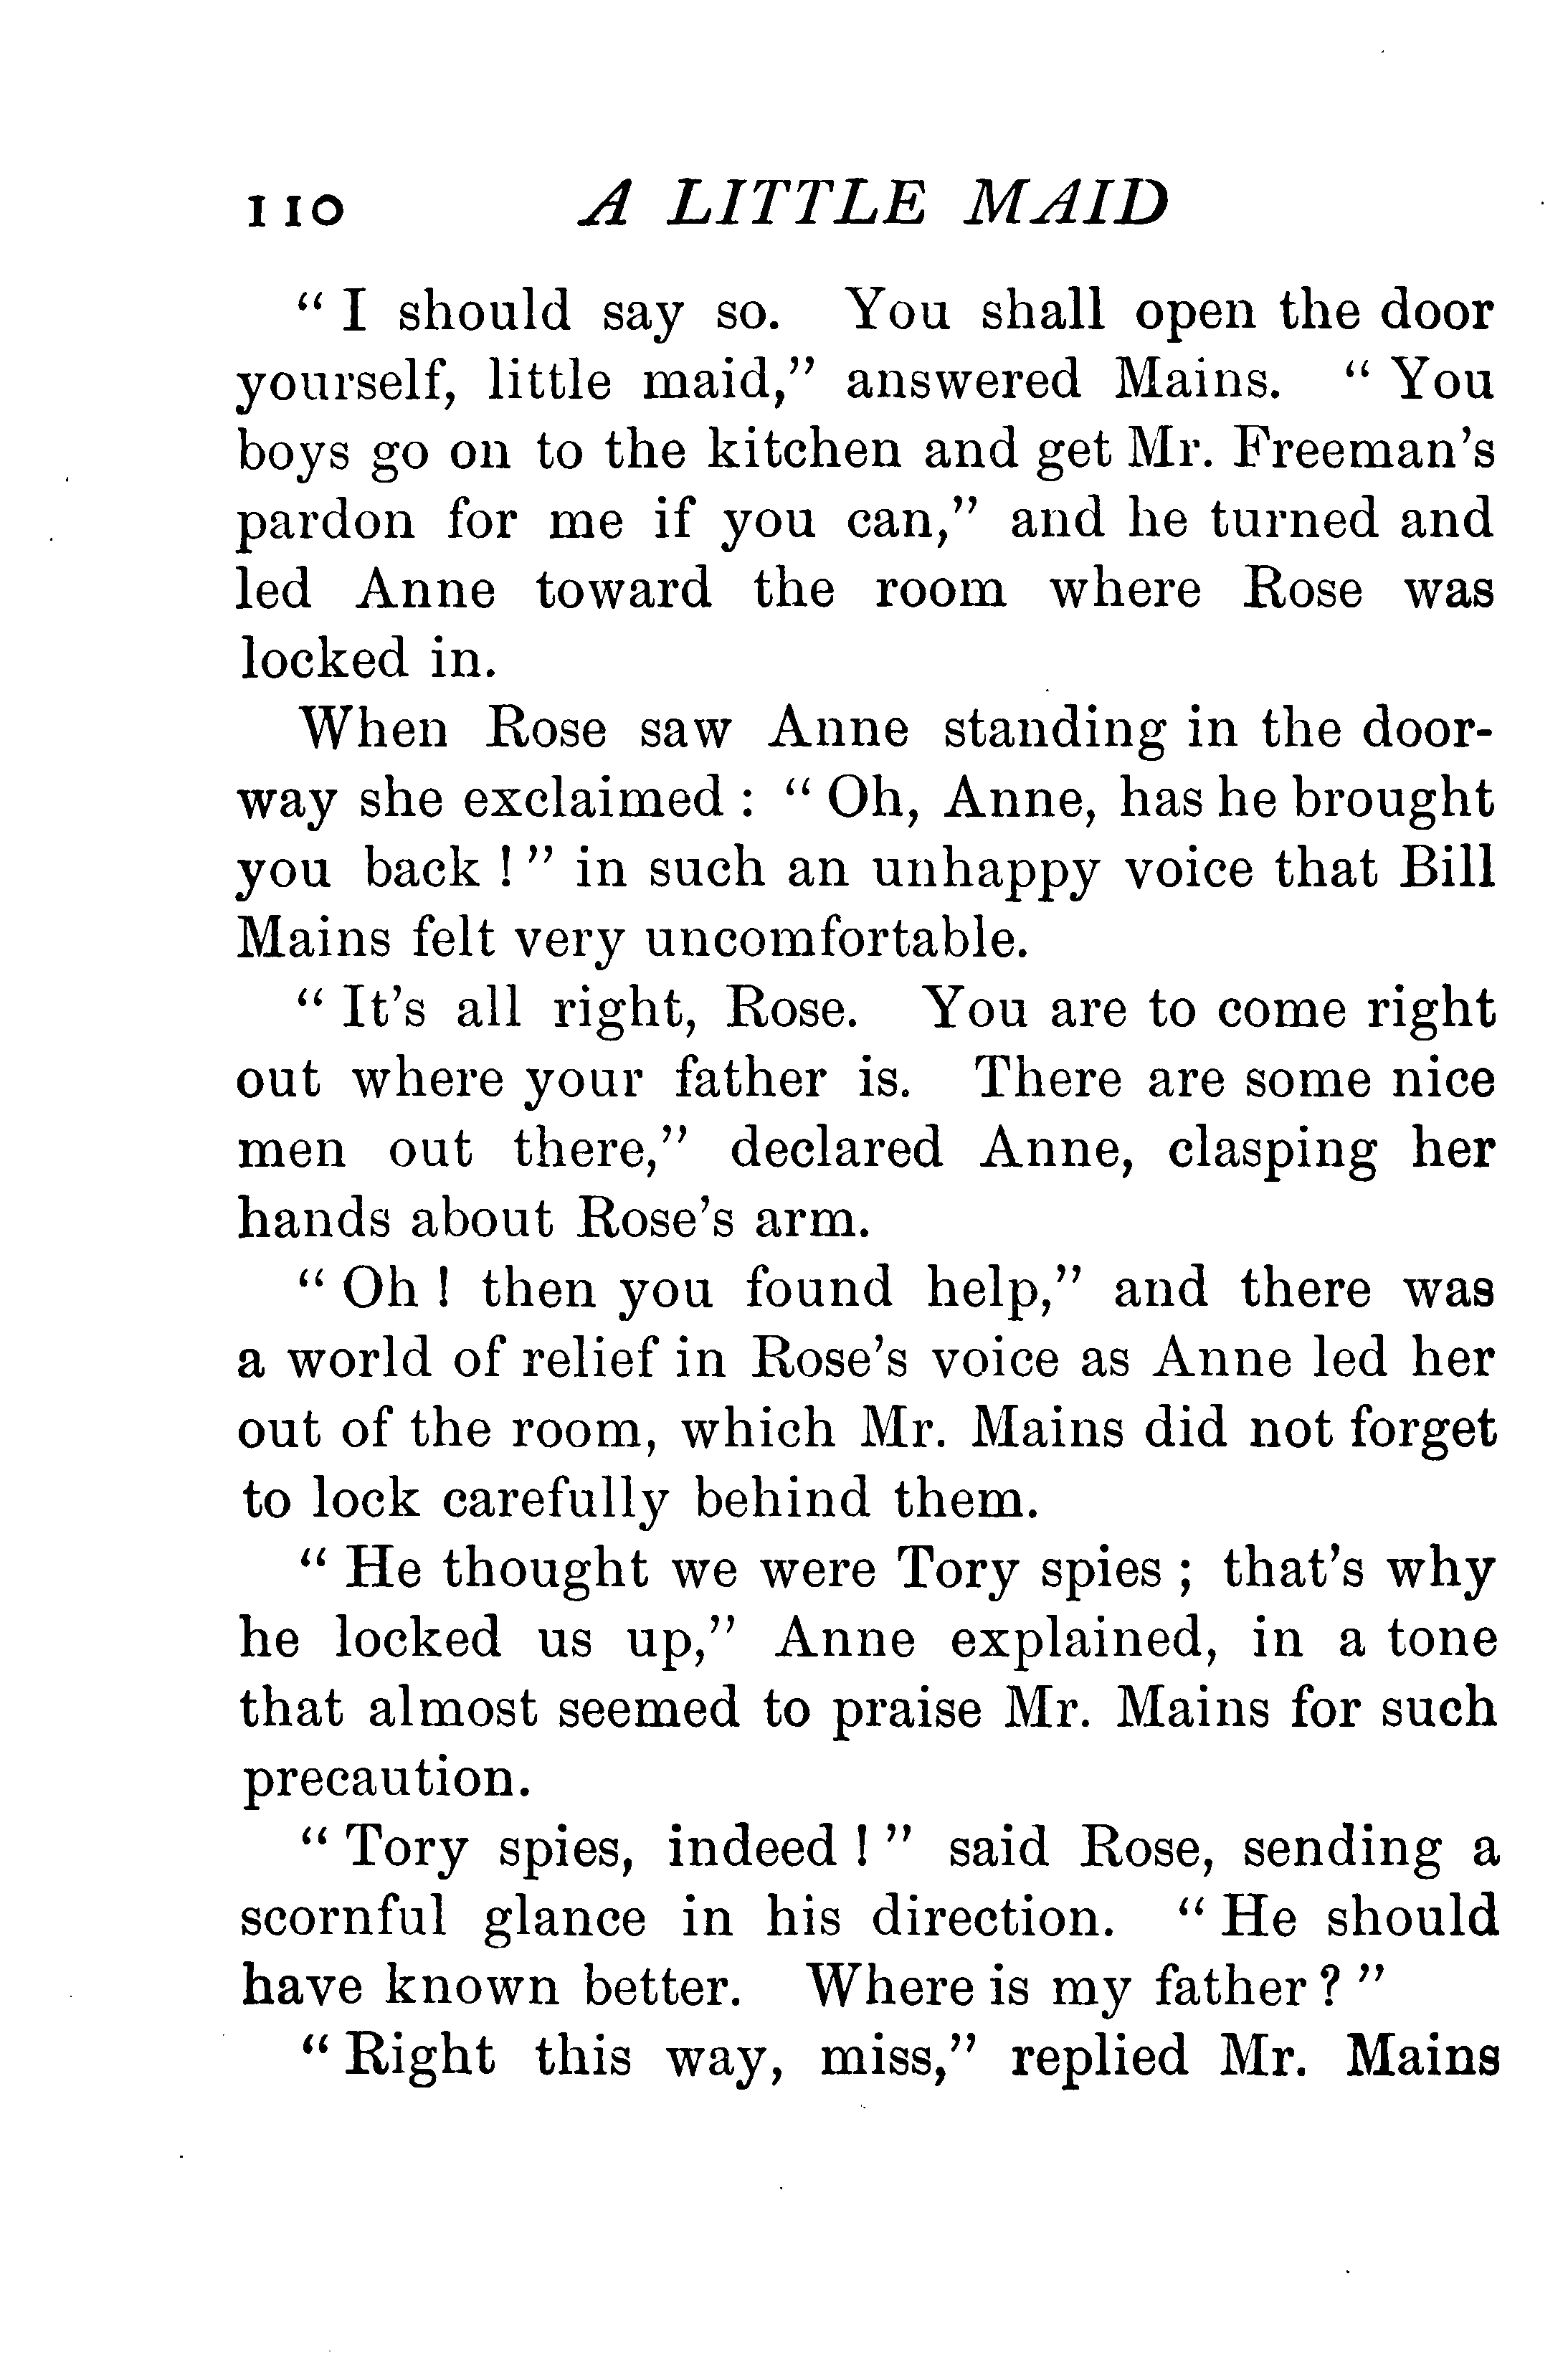 110 A LITTLE MAID
“ I should say so. You shall open the door
yourself, little maid,” answered Mains. “ You
boys go on to the kitchen and get Mr. Freeman’s
pardon for me if you can,” and he turned and
led Anne toward the room where Rose was
locked in.
When Rose saw Anne standing in the door-
way she exclaimed : “ Oh, Anne, has he brought
you back ! ” in such an unhappy voice that Bill
Mains felt very uncomfortable.
“ It’s all right, Rose. You are to come right
out where your father is. There are some nice
men out there,” declared Anne, clasping her
hands about Rose’s arm.
“ Oh ! then you found help,” and there was
a world of relief in Rose’s voice as Anne led her
out of the room, which Mr. Mains did not forget
to lock carefully behind them.
“ He thought we were Tory spies ; that’s why
he locked us up,” Anne explained, in a tone
that almost seemed to praise Mr. Mains for such
precaution.
“ Tory spies, indeed ! ” said Rose, sending a
scornful glance in his direction. “ He should
have known better. Where is my father ? ”
“ Right this way, miss,” replied Mr. Mains